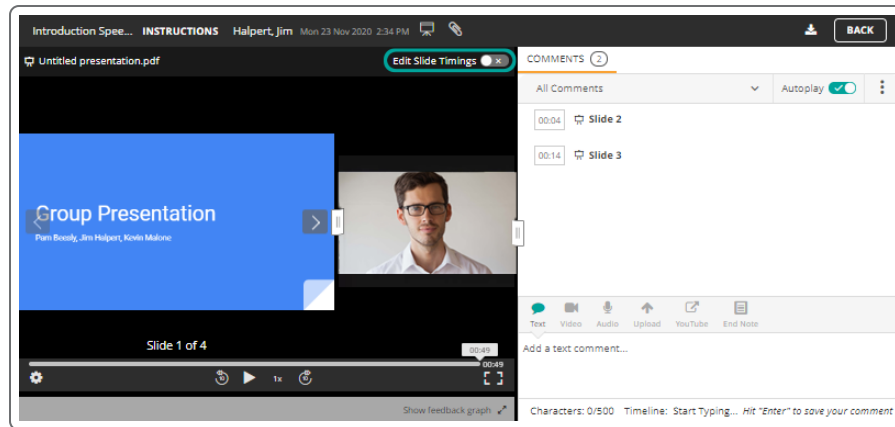 Introduction Spee... INSTRUCTIONS Halpert, Jim Mon 23 Nov 2020 2:34 PM BACK
Untitled presentation.pdf Edit Slide Timings
COMMENTS 2
All Comments Autoplay
00:04 Slide 2
00:14 Slide 3
Group Presentation
Pam Beesly, Jim Halpert, Kevin Malone
Slide 1 of 4
00:49
00:49
10 1x 10
Show feedback graph
Text Video Audio Upload YouTube End Note
Add a text comment...
Characters: 0/500 Timeline: Start Typing... Hit "Enter" to save your comment